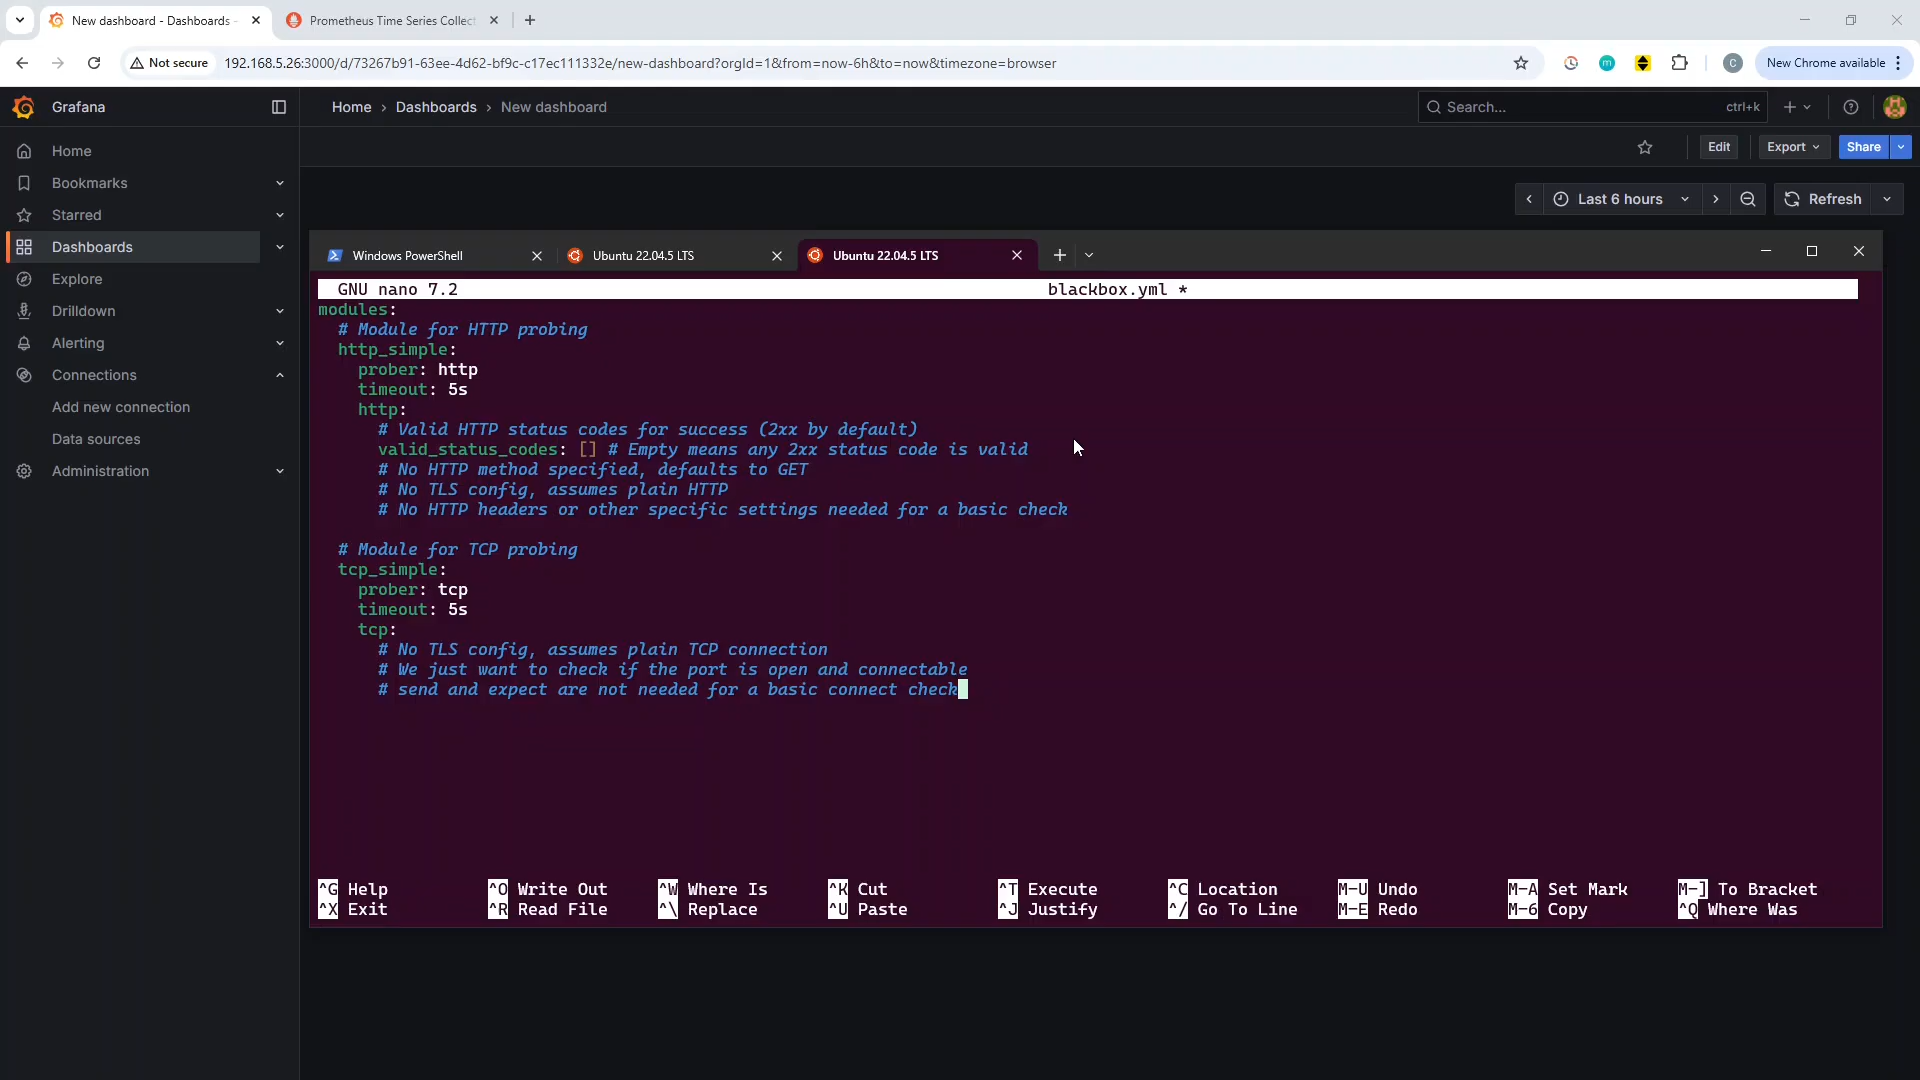 New dashboard - Dashboards -
Prometheus Time Series Collect
Not secure
192.168.5.26:3000/d/73267b91-63ee-4d62-bf9c-c17ec111332e/new-dashboard?orgId=1&from=now-6h&to=now&timezone=browser
C
New Chrome available
Grafana
Home › Dashboards › New dashboard
Search... ctrl+k
Home
Bookmarks
Starred
Dashboards
Explore
Drilldown
Alerting
Connections
Add new connection
Data sources
Administration
Edit
Export
Share
Last 6 hours
Refresh
Windows PowerShell
Ubuntu 22.04.5 LTS
Ubuntu 22.04.5 LTS
GNU nano 7.2 blackbox.yml *
modules:
# Module for HTTP probing
http_simple:
prober: http
timeout: 5s
http:
# Valid HTTP status codes for success (2xx by default)
valid_status_codes: [] # Empty means any 2xx status code is valid
# No HTTP method specified, defaults to GET
# No TLS config, assumes plain HTTP
# No HTTP headers or other specific settings needed for a basic check
# Module for TCP probing
tcp_simple:
prober: tcp
timeout: 5s
tcp:
# No TLS config, assumes plain TCP connection
# We just want to check if the port is open and connectable
# send and expect are not needed for a basic connect check
^G Help ^O Write Out ^W Where Is ^K Cut ^T Execute ^C Location M-U Undo M-A Set Mark M-] To Bracket
^X Exit ^R Read File ^\ Replace ^U Paste ^J Justify ^/ Go To Line M-E Redo M-6 Copy ^Q Where Was